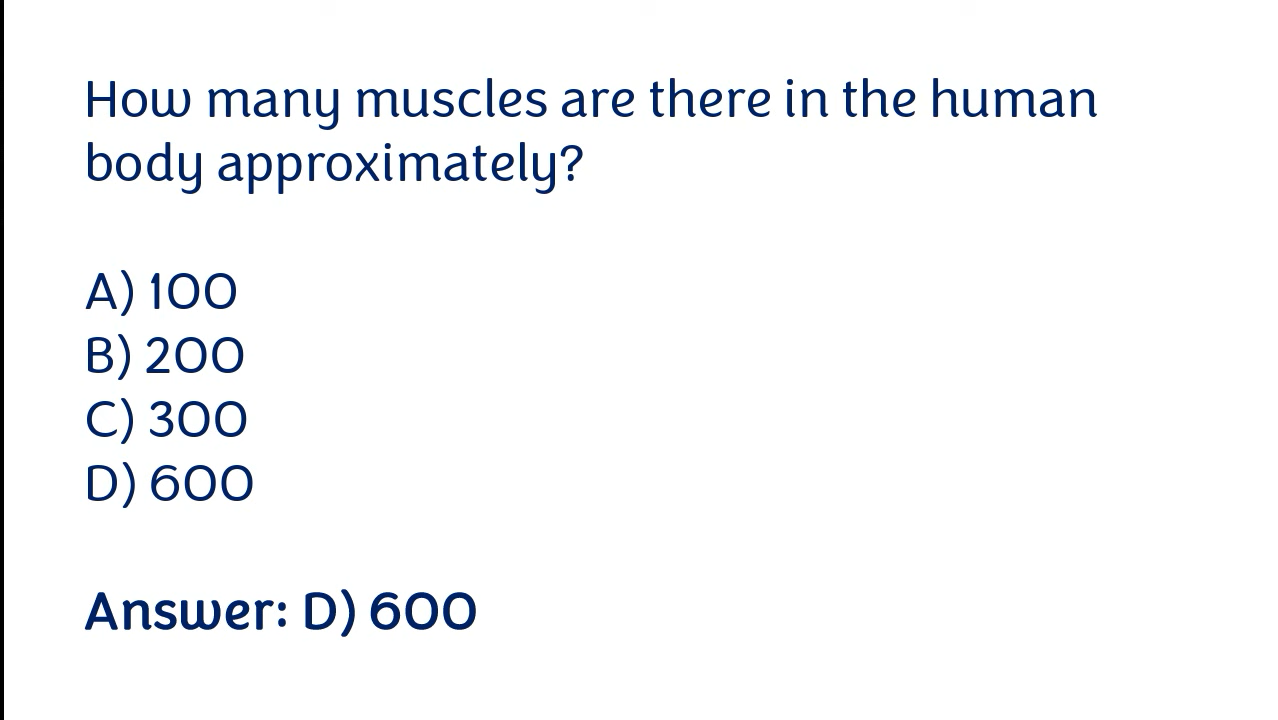 How many muscles are there in the human
body approximately?
A) 100
B) 200
C) 300
D) 600
Answer: D) 600